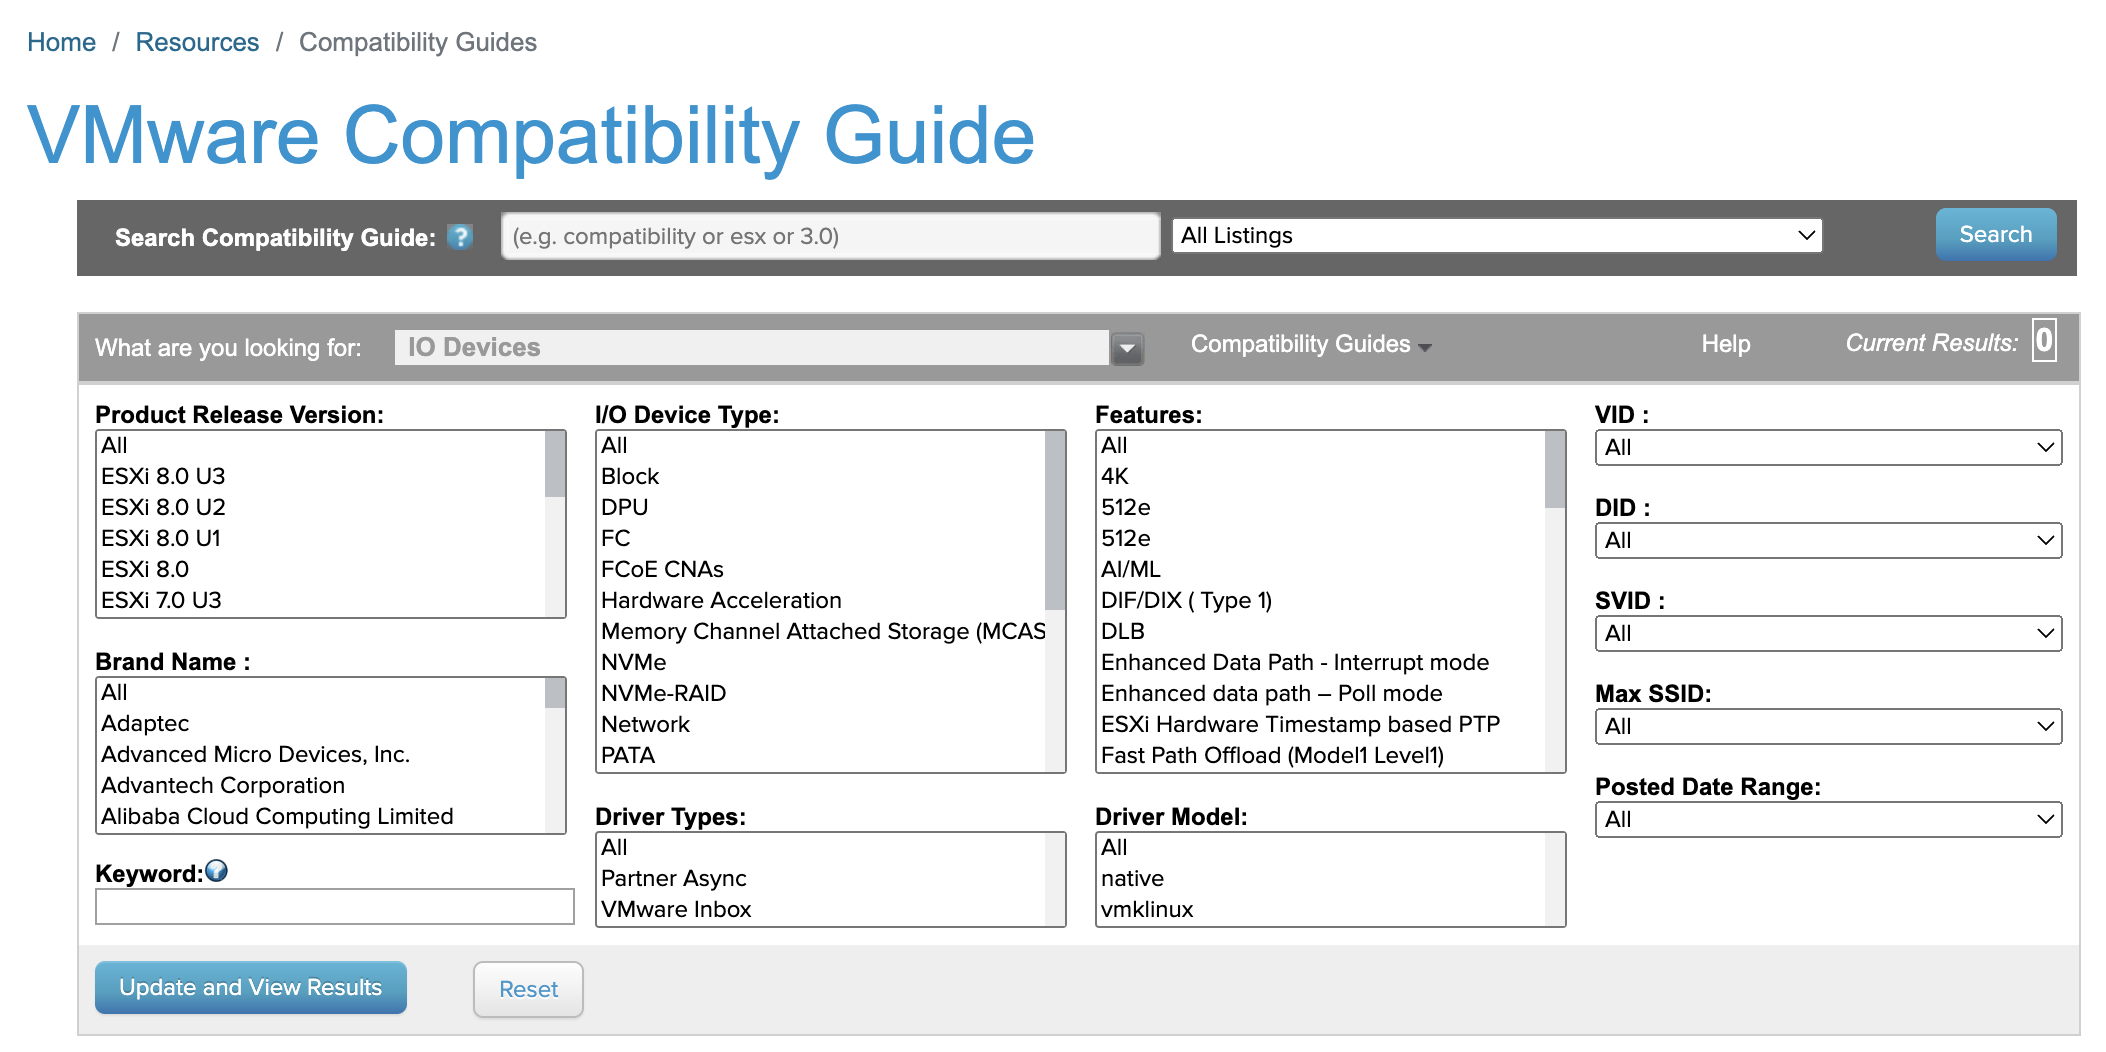 Home / Resources / Compatibility Guides
VMware Compatibility Guide
Search Compatibility Guide: ? (e.g. compatibility or esx or 3.0) All Listings Search
What are you looking for: IO Devices Compatibility Guides Help Current Results: 0
Product Release Version:
All
ESXi 8.0 U3
ESXi 8.0 U2
ESXi 8.0 U1
ESXi 8.0
ESXi 7.0 U3
Brand Name :
All
Adaptec
Advanced Micro Devices, Inc.
Advantech Corporation
Alibaba Cloud Computing Limited
Keyword: ?
I/O Device Type:
All
Block
DPU
FC
FCoE CNAs
Hardware Acceleration
Memory Channel Attached Storage (MCAS
NVMe
NVMe-RAID
Network
PATA
Driver Types:
All
Partner Async
VMware Inbox
Features:
All
4K
512e
512e
AI/ML
DIF/DIX ( Type 1)
DLB
Enhanced Data Path - Interrupt mode
Enhanced data path – Poll mode
ESXi Hardware Timestamp based PTP
Fast Path Offload (Model1 Level1)
Driver Model:
All
native
vmklinux
VID :
All
DID :
All
SVID :
All
Max SSID:
All
Posted Date Range:
All
Update and View Results Reset